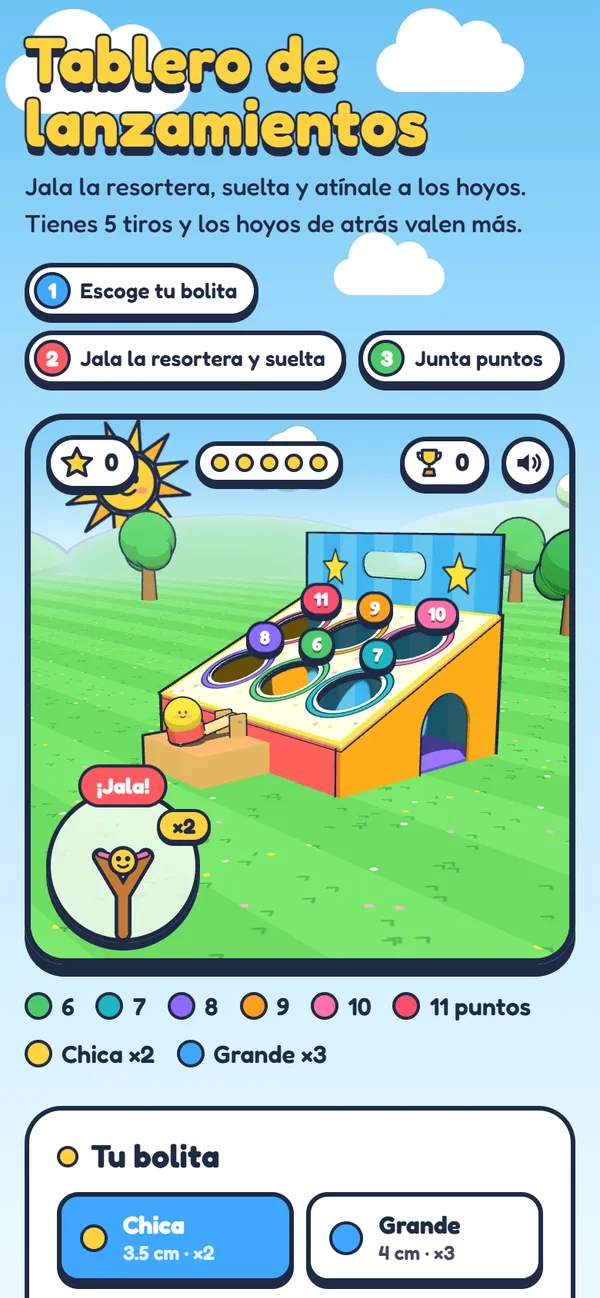 Tablero de
lanzamientos
Jala la resortera, suelta y atínale a los hoyos.
Tienes 5 tiros y los hoyos de atrás valen más.
1 Escoge tu bolita
2 Jala la resortera y suelta
3 Junta puntos
0
0
11
9
10
8
6
7
¡Jala!
×2
6 7 8 9 10 11 puntos
Chica ×2 Grande ×3
Tu bolita
Chica
3.5 cm · ×2
Grande
4 cm · ×3